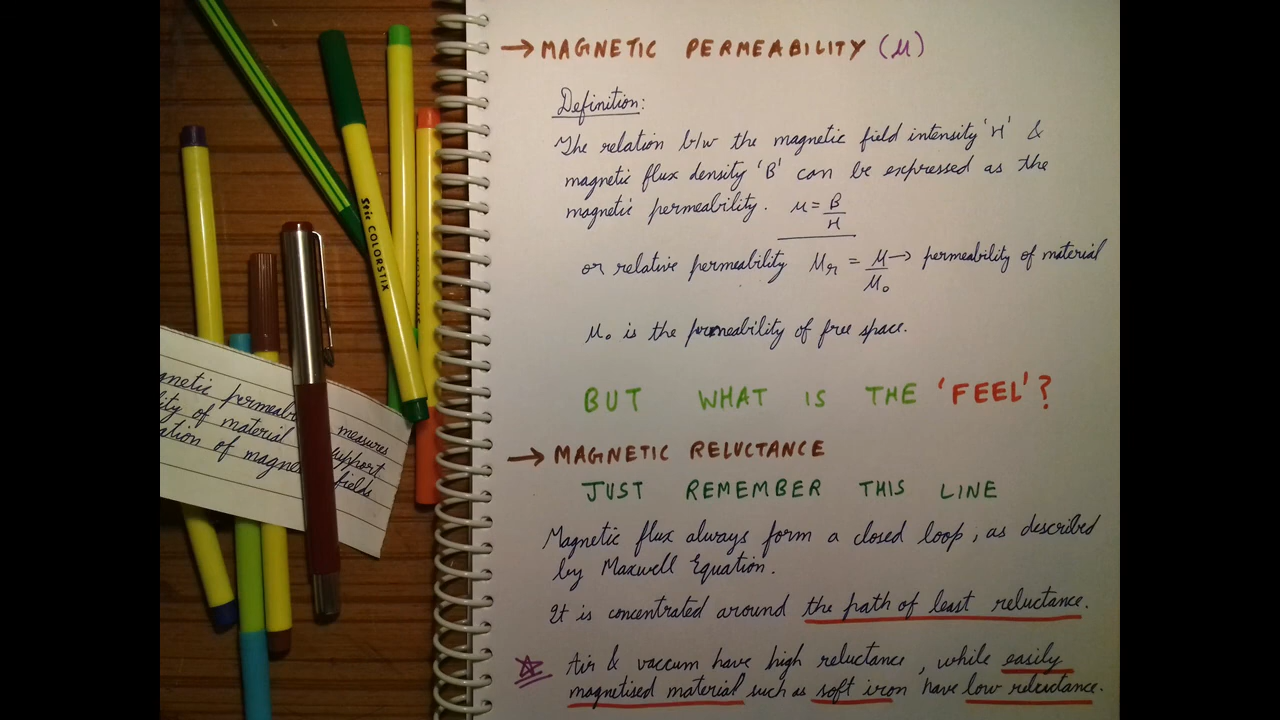 → MAGNETIC PERMEABILITY (μ)
Definition:
The relation b/w the magnetic field intensity 'H' &
magnetic flux density 'B' can be expressed as the
magnetic permeability. μ = B/H
or relative permeability μr = μ/μ₀ → permeability of material
μ₀ is the permeability of free space.
BUT WHAT IS THE 'FEEL'?
→ MAGNETIC RELUCTANCE
JUST REMEMBER THIS LINE
Magnetic flux always form a closed loop, as described
by Maxwell Equation.
It is concentrated around the path of least reluctance.
Air & vaccum have high reluctance, while easily
magnetised material such as soft iron have low reluctance.
Stic COLORSTIX
measures
of material support
of fields